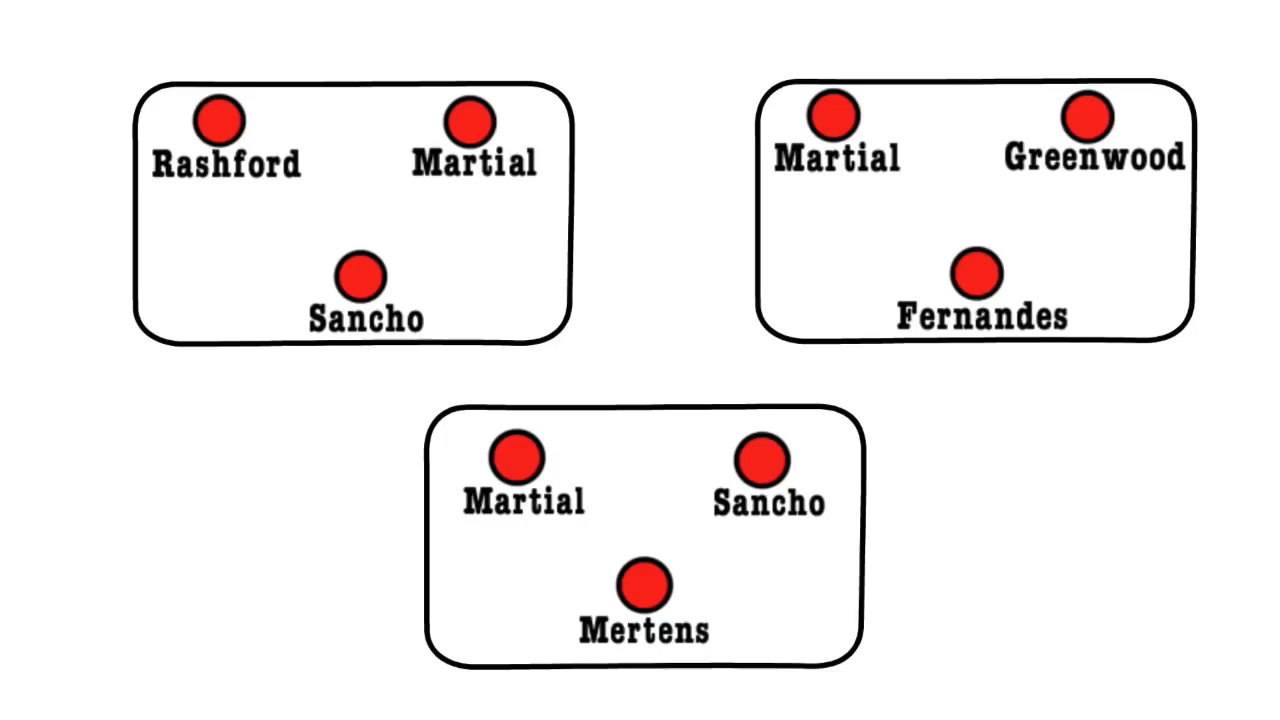 Rashford
Martial
Sancho
Martial
Greenwood
Fernandes
Martial
Sancho
Mertens